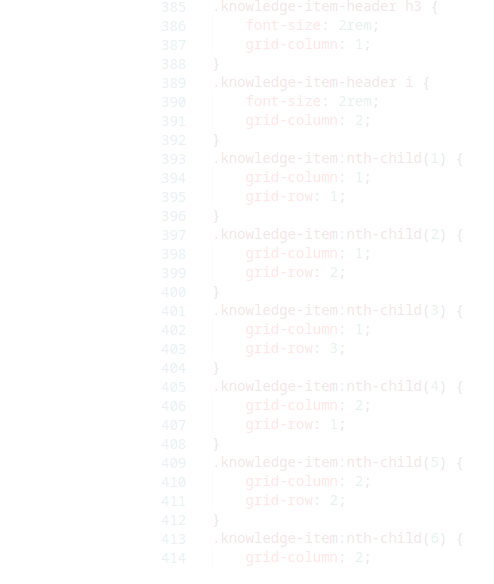 385 .knowledge-item-header h3 {
386 font-size: 2rem;
387 grid-column: 1;
388 }
389 .knowledge-item-header i {
390 font-size: 2rem;
391 grid-column: 2;
392 }
393 .knowledge-item:nth-child(1) {
394 grid-column: 1;
395 grid-row: 1;
396 }
397 .knowledge-item:nth-child(2) {
398 grid-column: 1;
399 grid-row: 2;
400 }
401 .knowledge-item:nth-child(3) {
402 grid-column: 1;
403 grid-row: 3;
404 }
405 .knowledge-item:nth-child(4) {
406 grid-column: 2;
407 grid-row: 1;
408 }
409 .knowledge-item:nth-child(5) {
410 grid-column: 2;
411 grid-row: 2;
412 }
413 .knowledge-item:nth-child(6) {
414 grid-column: 2;